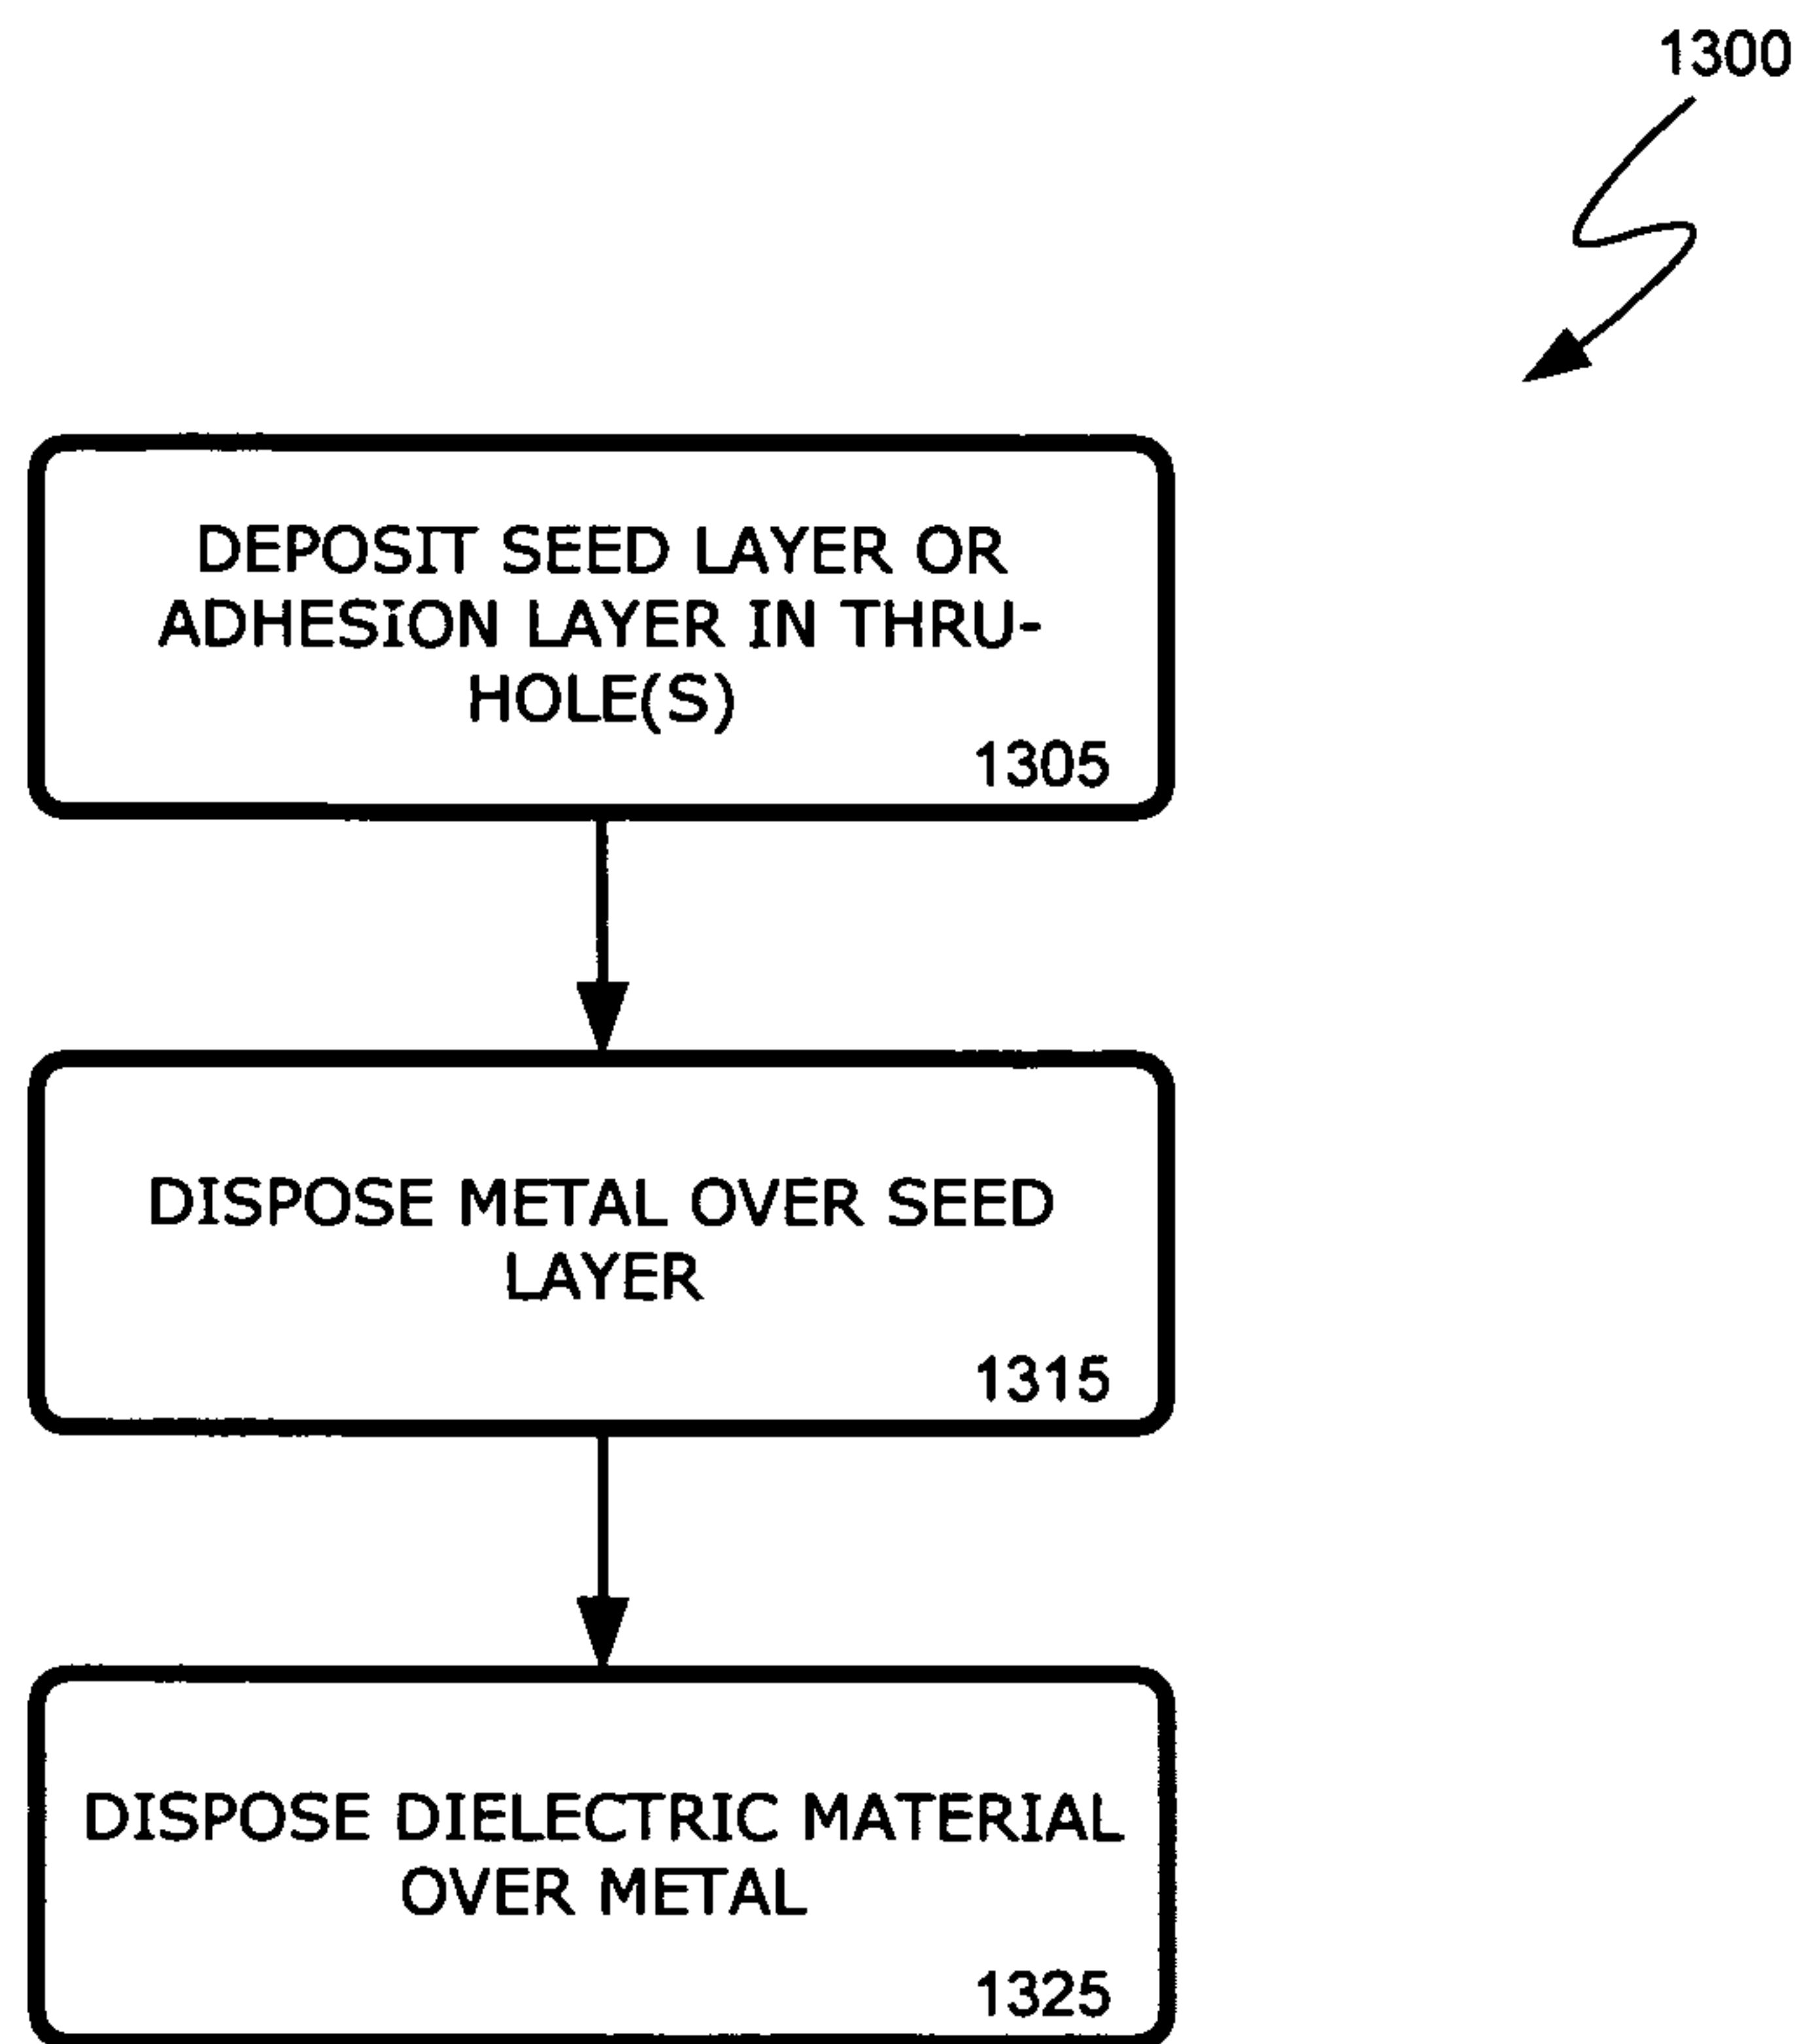 1300
DEPOSIT SEED LAYER OR
ADHESION LAYER IN THRU-
HOLE(S)
1305
DISPOSE METAL OVER SEED
LAYER
1315
DISPOSE DIELECTRIC MATERIAL
OVER METAL
1325